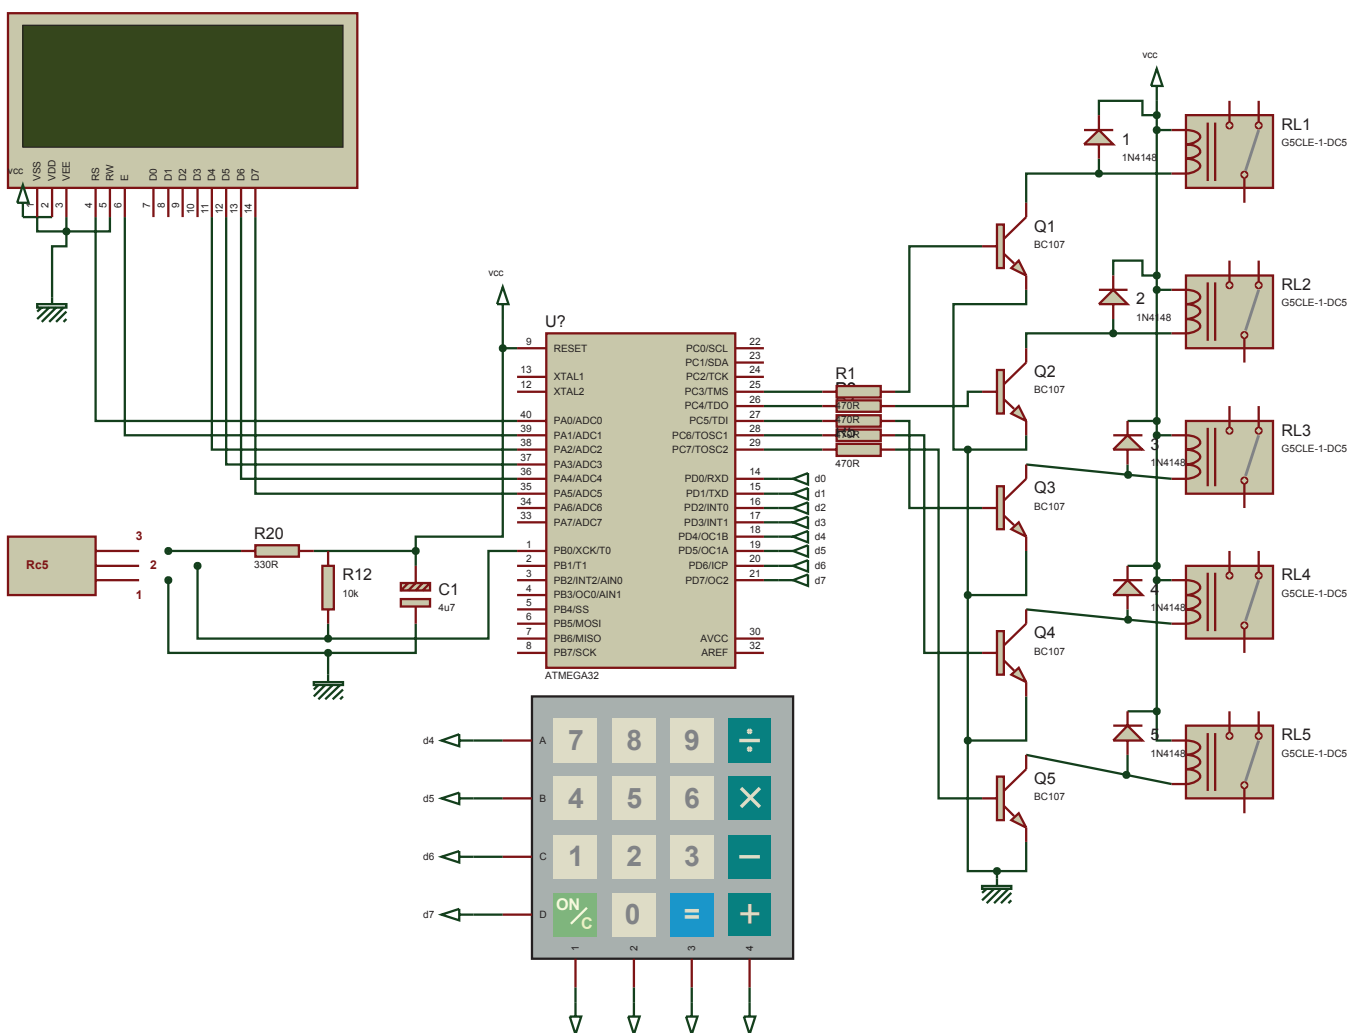 vcc
VSS
VDD
VEE
RS
RW
E
D0
D1
D2
D3
D4
D5
D6
D7
1
2
3
4
5
6
7
8
9
10
11
12
13
14
vcc
U?
9 RESET
13 XTAL1
12 XTAL2
40 PA0/ADC0
39 PA1/ADC1
38 PA2/ADC2
37 PA3/ADC3
36 PA4/ADC4
35 PA5/ADC5
34 PA6/ADC6
33 PA7/ADC7
1 PB0/XCK/T0
2 PB1/T1
3 PB2/INT2/AIN0
4 PB3/OC0/AIN1
5 PB4/SS
6 PB5/MOSI
7 PB6/MISO
8 PB7/SCK
PC0/SCL 22
PC1/SDA 23
PC2/TCK 24
PC3/TMS 25
PC4/TDO 26
PC5/TDI 27
PC6/TOSC1 28
PC7/TOSC2 29
PD0/RXD 14 d0
PD1/TXD 15 d1
PD2/INT0 16 d2
PD3/INT1 17 d3
PD4/OC1B 18 d4
PD5/OC1A 19 d5
PD6/ICP 20 d6
PD7/OC2 21 d7
AVCC 30
AREF 32
ATMEGA32
Rc5
3
2
1
R20
330R
R12
10k
C1
4u7
R1
470R
470R
470R
Q1
BC107
Q2
BC107
Q3
BC107
Q4
BC107
Q5
BC107
vcc
1
1N4148
2
1N4148
3
1N4148
4
1N4148
5
1N4148
RL1
G5CLE-1-DC5
RL2
G5CLE-1-DC5
RL3
G5CLE-1-DC5
RL4
G5CLE-1-DC5
RL5
G5CLE-1-DC5
d4 A 7 8 9 ÷
d5 B 4 5 6 ×
d6 C 1 2 3 −
d7 D ON/C 0 = +
1 2 3 4